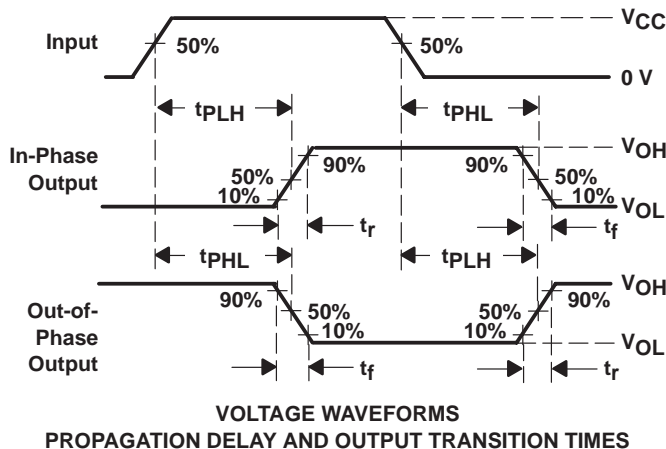 VCC
Input
50%
50%
0 V
tPLH
tPHL
In-Phase
Output
VOH
90%
90%
50%
50%
10%
10%
VOL
tr
tf
tPHL
tPLH
Out-of-
Phase
Output
VOH
90%
90%
50%
50%
10%
10%
VOL
tf
tr
VOLTAGE WAVEFORMS
PROPAGATION DELAY AND OUTPUT TRANSITION TIMES